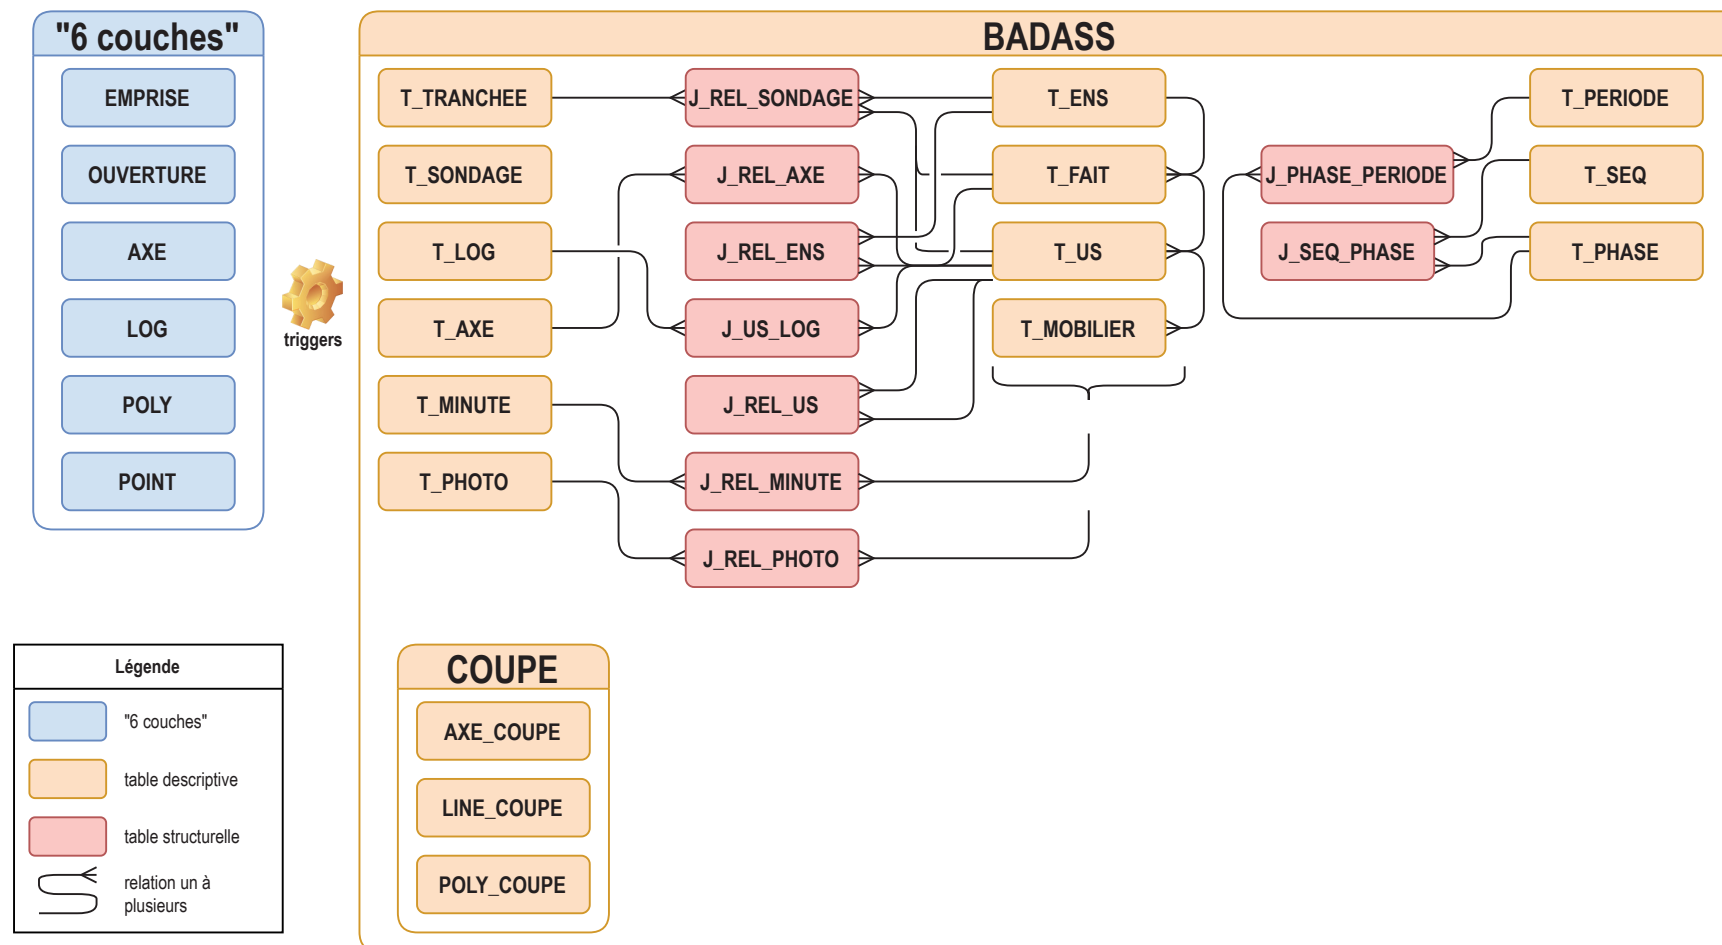 "6 couches"
EMPRISE
OUVERTURE
AXE
LOG
POLY
POINT
triggers
BADASS
T_TRANCHEE
T_SONDAGE
T_LOG
T_AXE
T_MINUTE
T_PHOTO
J_REL_SONDAGE
J_REL_AXE
J_REL_ENS
J_US_LOG
J_REL_US
J_REL_MINUTE
J_REL_PHOTO
T_ENS
T_FAIT
T_US
T_MOBILIER
J_PHASE_PERIODE
J_SEQ_PHASE
T_PERIODE
T_SEQ
T_PHASE
COUPE
AXE_COUPE
LINE_COUPE
POLY_COUPE
Légende
"6 couches"
table descriptive
table structurelle
relation un à
plusieurs